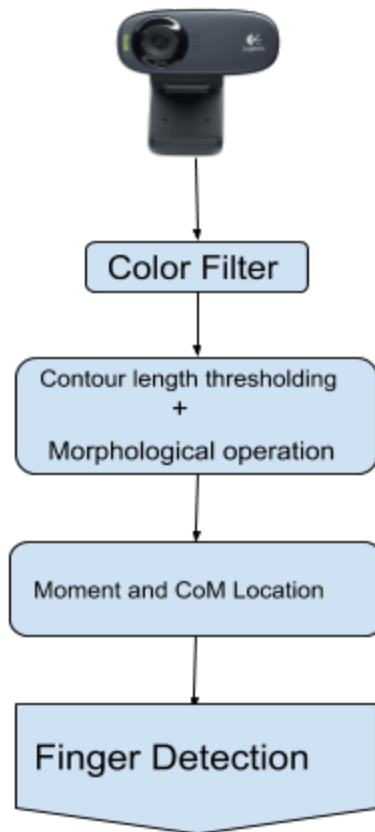 Color Filter
Contour length thresholding
+
Morphological operation
Moment and CoM Location
Finger Detection